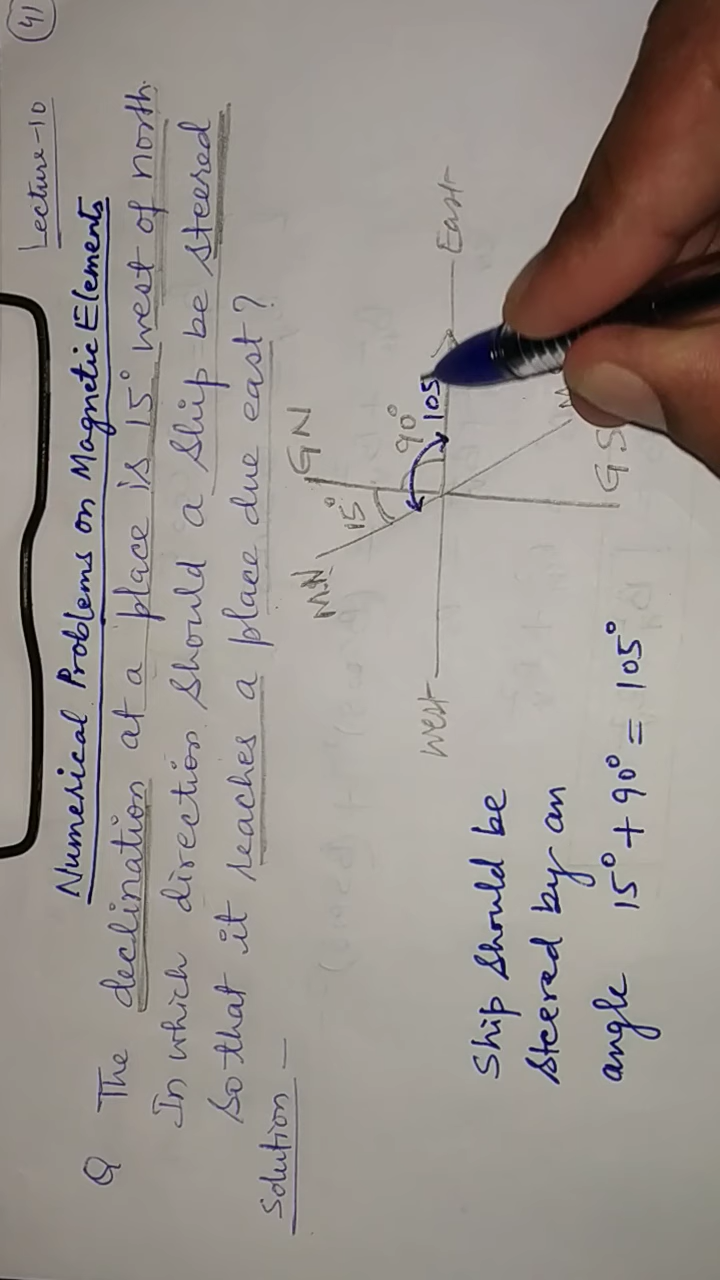 41
Lecture-10
Numerical Problems on Magnetic Elements
Q The declination at a place is 15° west of north.
In which direction should a ship be steered
so that it reaches a place due east?
Solution -
GN
M.N
15°
90°
105
West
East
G.S
M
Ship should be
steered by an
angle 15° + 90° = 105°